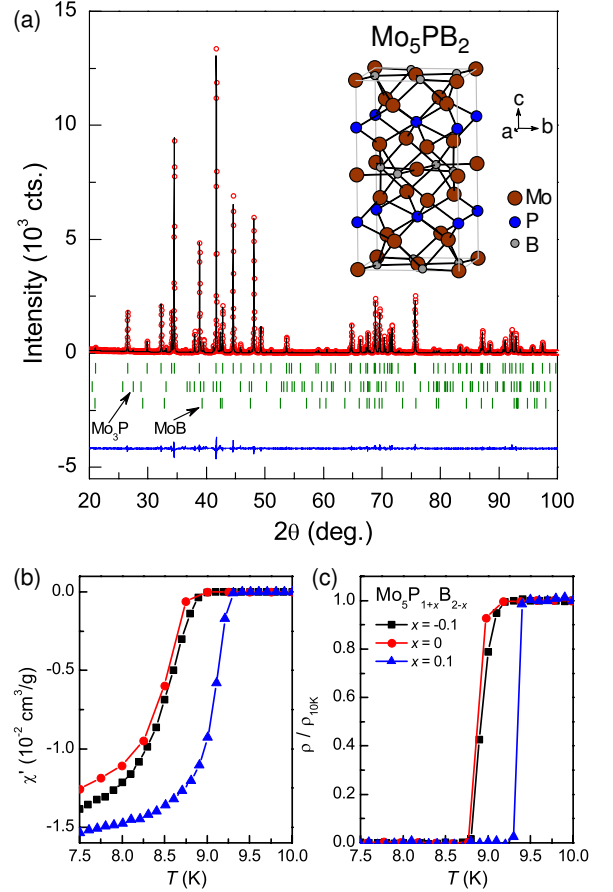 (a)
Mo5PB2
c
a
b
Mo
P
B
Intensity (10^3 cts.)
15
10
5
0
-5
Mo3P
MoB
20 30 40 50 60 70 80 90 100
2θ (deg.)
(b)
χ' (10^-2 cm^3/g)
0.0
-0.5
-1.0
-1.5
7.5 8.0 8.5 9.0 9.5 10.0
T (K)
(c)
Mo5P1+xB2-x
x = -0.1
x = 0
x = 0.1
ρ / ρ10K
1.0
0.8
0.6
0.4
0.2
0.0
7.5 8.0 8.5 9.0 9.5 10.0
T (K)